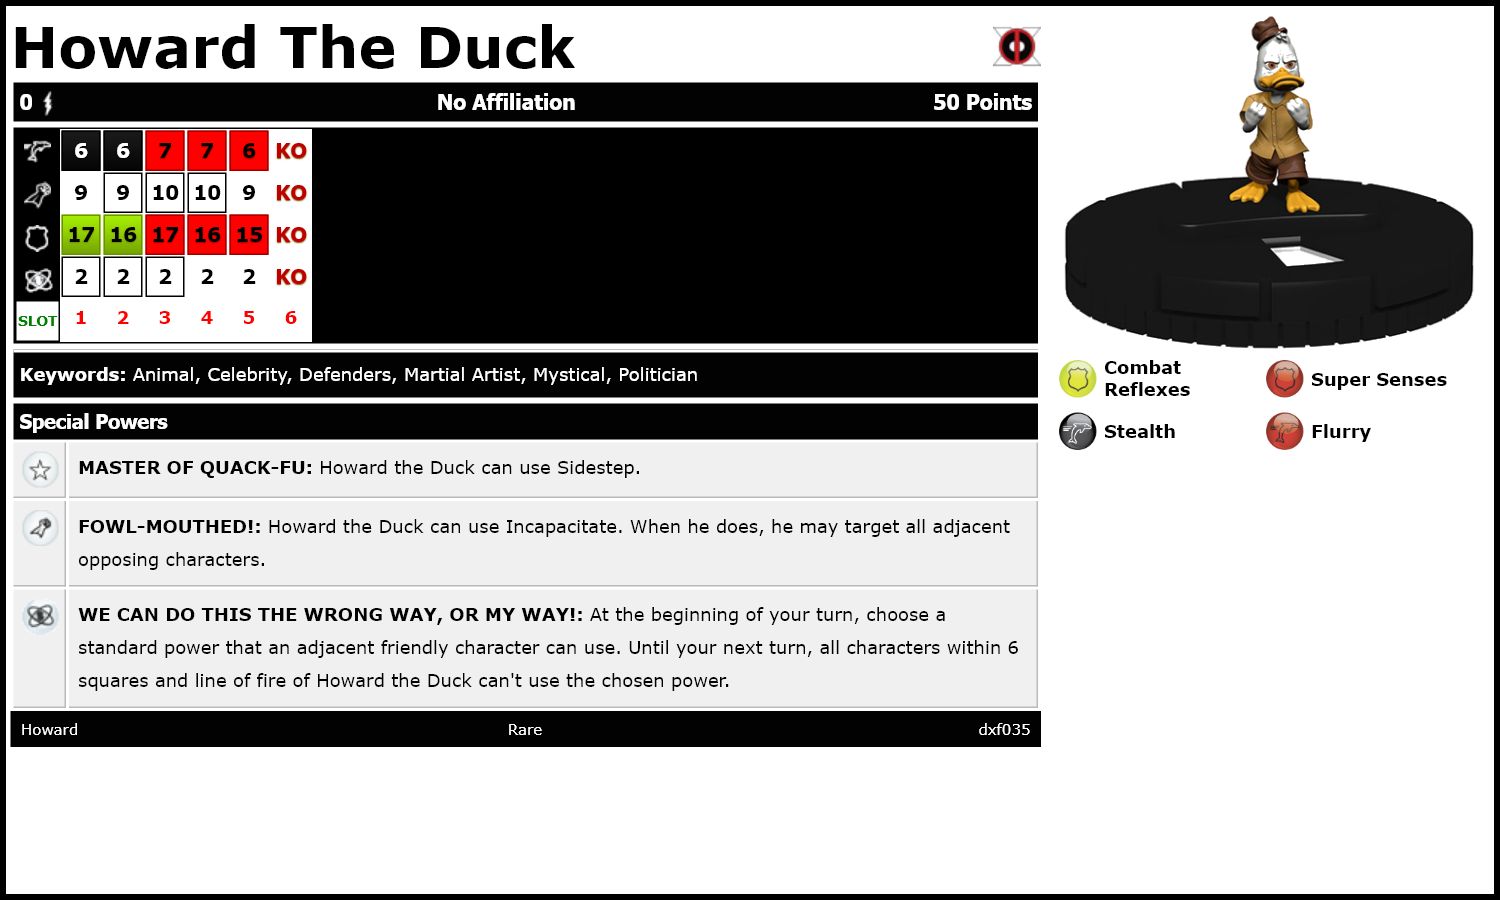 Howard The Duck
0 No Affiliation 50 Points
6 6 7 7 6 KO
9 9 10 10 9 KO
17 16 17 16 15 KO
2 2 2 2 2 KO
SLOT 1 2 3 4 5 6
Keywords: Animal, Celebrity, Defenders, Martial Artist, Mystical, Politician
Special Powers
MASTER OF QUACK-FU: Howard the Duck can use Sidestep.
FOWL-MOUTHED!: Howard the Duck can use Incapacitate. When he does, he may target all adjacent
opposing characters.
WE CAN DO THIS THE WRONG WAY, OR MY WAY!: At the beginning of your turn, choose a
standard power that an adjacent friendly character can use. Until your next turn, all characters within 6
squares and line of fire of Howard the Duck can't use the chosen power.
Howard Rare dxf035
Combat
Reflexes
Super Senses
Stealth
Flurry